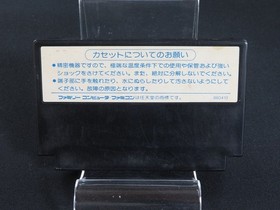 カセットについてのお願い
●精密機器ですので、極端な温度条件下での使用や保管および強い
ショックをさけてください。また、絶対に分解しないでください。
●端子部に手を触れたり、水にぬらしたりして汚さないようにして
ください。故障の原因となります。
ファミリーコンピュータ ファミコンは任天堂の商標です。